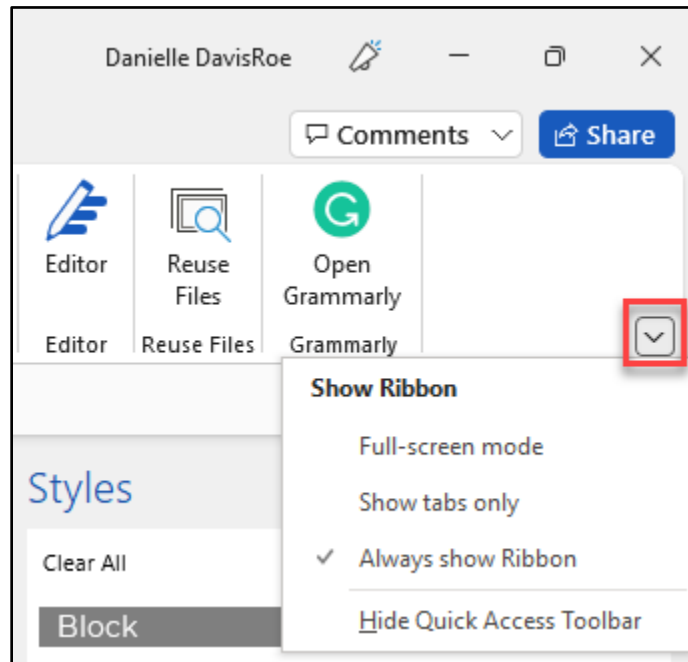 Danielle DavisRoe
Comments
Share
Editor
Reuse
Files
Open
Grammarly
Editor
Reuse Files
Grammarly
Show Ribbon
Full-screen mode
Show tabs only
Always show Ribbon
Hide Quick Access Toolbar
Styles
Clear All
Block